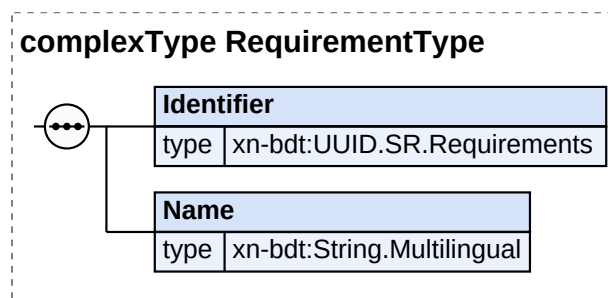 complexType RequirementType
Identifier
type xn-bdt:UUID.SR.Requirements
Name
type xn-bdt:String.Multilingual